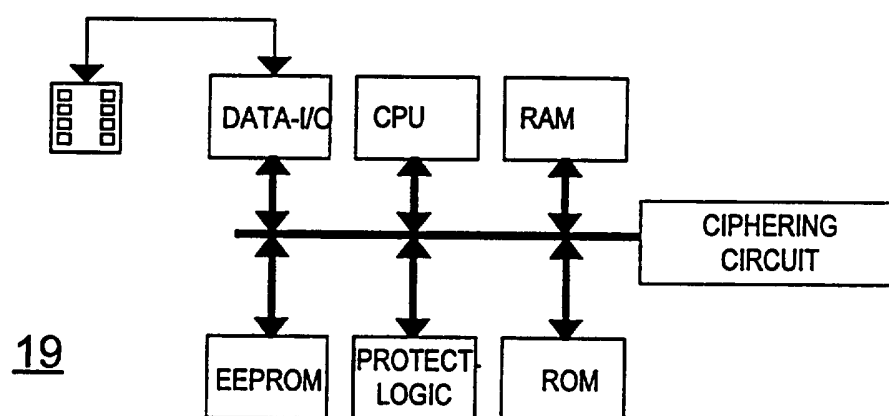 DATA-I/O
CPU
RAM
CIPHERING
CIRCUIT
19
EEPROM
PROTECT-
LOGIC
ROM